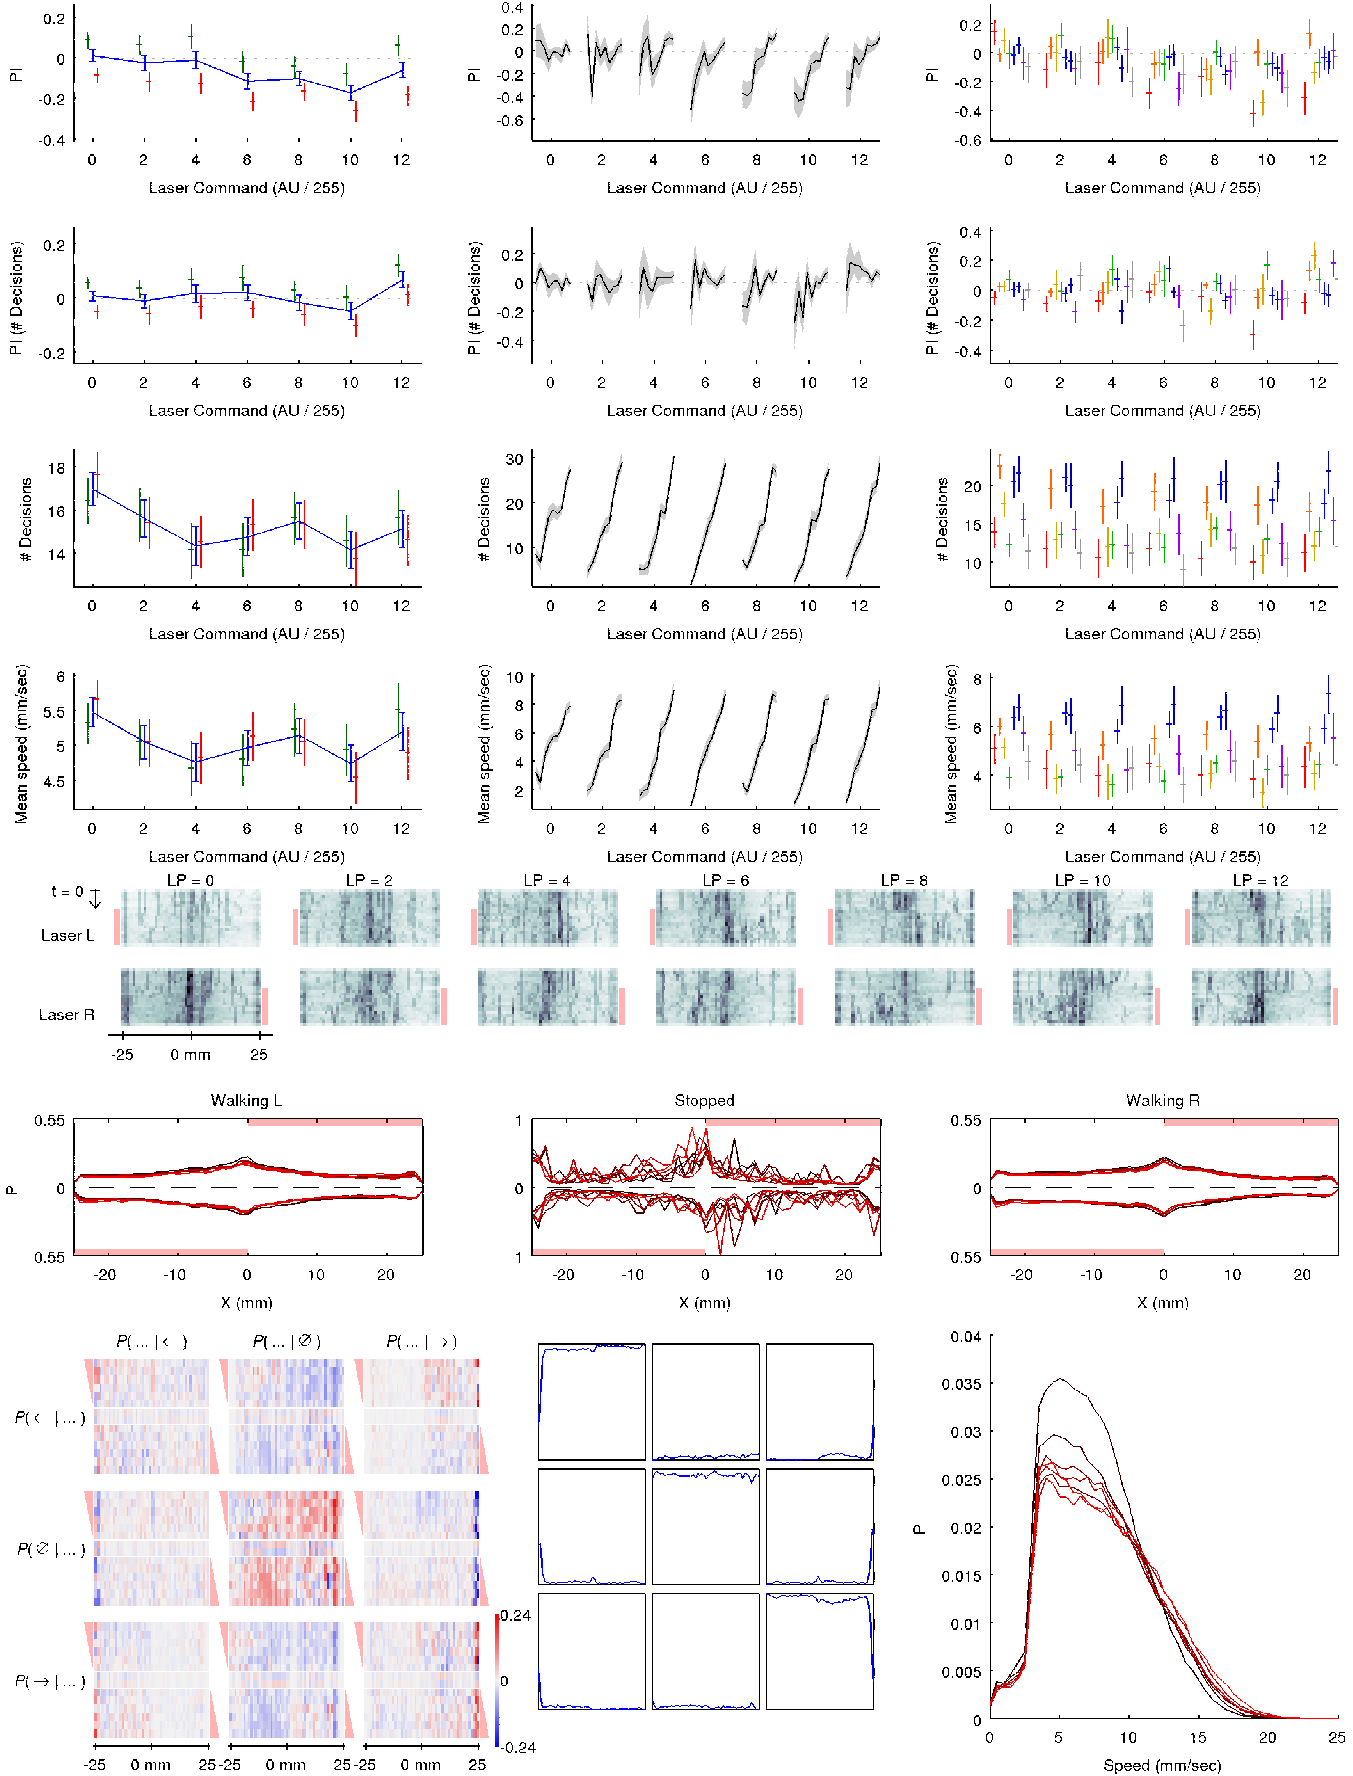 0.2 0 -0.2 -0.4
PI
0 2 4 6 8 10 12
Laser Command (AU / 255)
0.4 0.2 0 -0.2 -0.4 -0.6
PI
0 2 4 6 8 10 12
Laser Command (AU / 255)
0.2 0 -0.2 -0.4 -0.6
PI
0 2 4 6 8 10 12
Laser Command (AU / 255)
0.2 0 -0.2
PI (# Decisions)
0 2 4 6 8 10 12
Laser Command (AU / 255)
0.2 0 -0.2 -0.4
PI (# Decisions)
0 2 4 6 8 10 12
Laser Command (AU / 255)
0.4 0.2 0 -0.2 -0.4
PI (# Decisions)
0 2 4 6 8 10 12
Laser Command (AU / 255)
18 16 14
# Decisions
0 2 4 6 8 10 12
Laser Command (AU / 255)
30 20 10
# Decisions
0 2 4 6 8 10 12
Laser Command (AU / 255)
20 15 10
# Decisions
0 2 4 6 8 10 12
Laser Command (AU / 255)
6 5.5 5 4.5
Mean speed (mm/sec)
0 2 4 6 8 10 12
Laser Command (AU / 255)
10 8 6 4 2
Mean speed (mm/sec)
0 2 4 6 8 10 12
Laser Command (AU / 255)
8 6 4
Mean speed (mm/sec)
0 2 4 6 8 10 12
Laser Command (AU / 255)
LP = 0 LP = 2 LP = 4 LP = 6 LP = 8 LP = 10 LP = 12
t = 0 ↓
Laser L
Laser R
-25 0 mm 25
Walking L
0.55 0 0.55
P
-20 -10 0 10 20
X (mm)
Stopped
1 0 1
-20 -10 0 10 20
X (mm)
Walking R
0.55 0 0.55
-20 -10 0 10 20
X (mm)
P( ... | ← ) P( ... | ∅ ) P( ... | → )
P( ← | ... )
P( ∅ | ... )
P( → | ... )
0.24
0
-0.24
-25 0 mm 25 -25 0 mm 25 -25 0 mm 25
0.04 0.035 0.03 0.025 0.02 0.015 0.01 0.005 0
P
0 5 10 15 20 25
Speed (mm/sec)